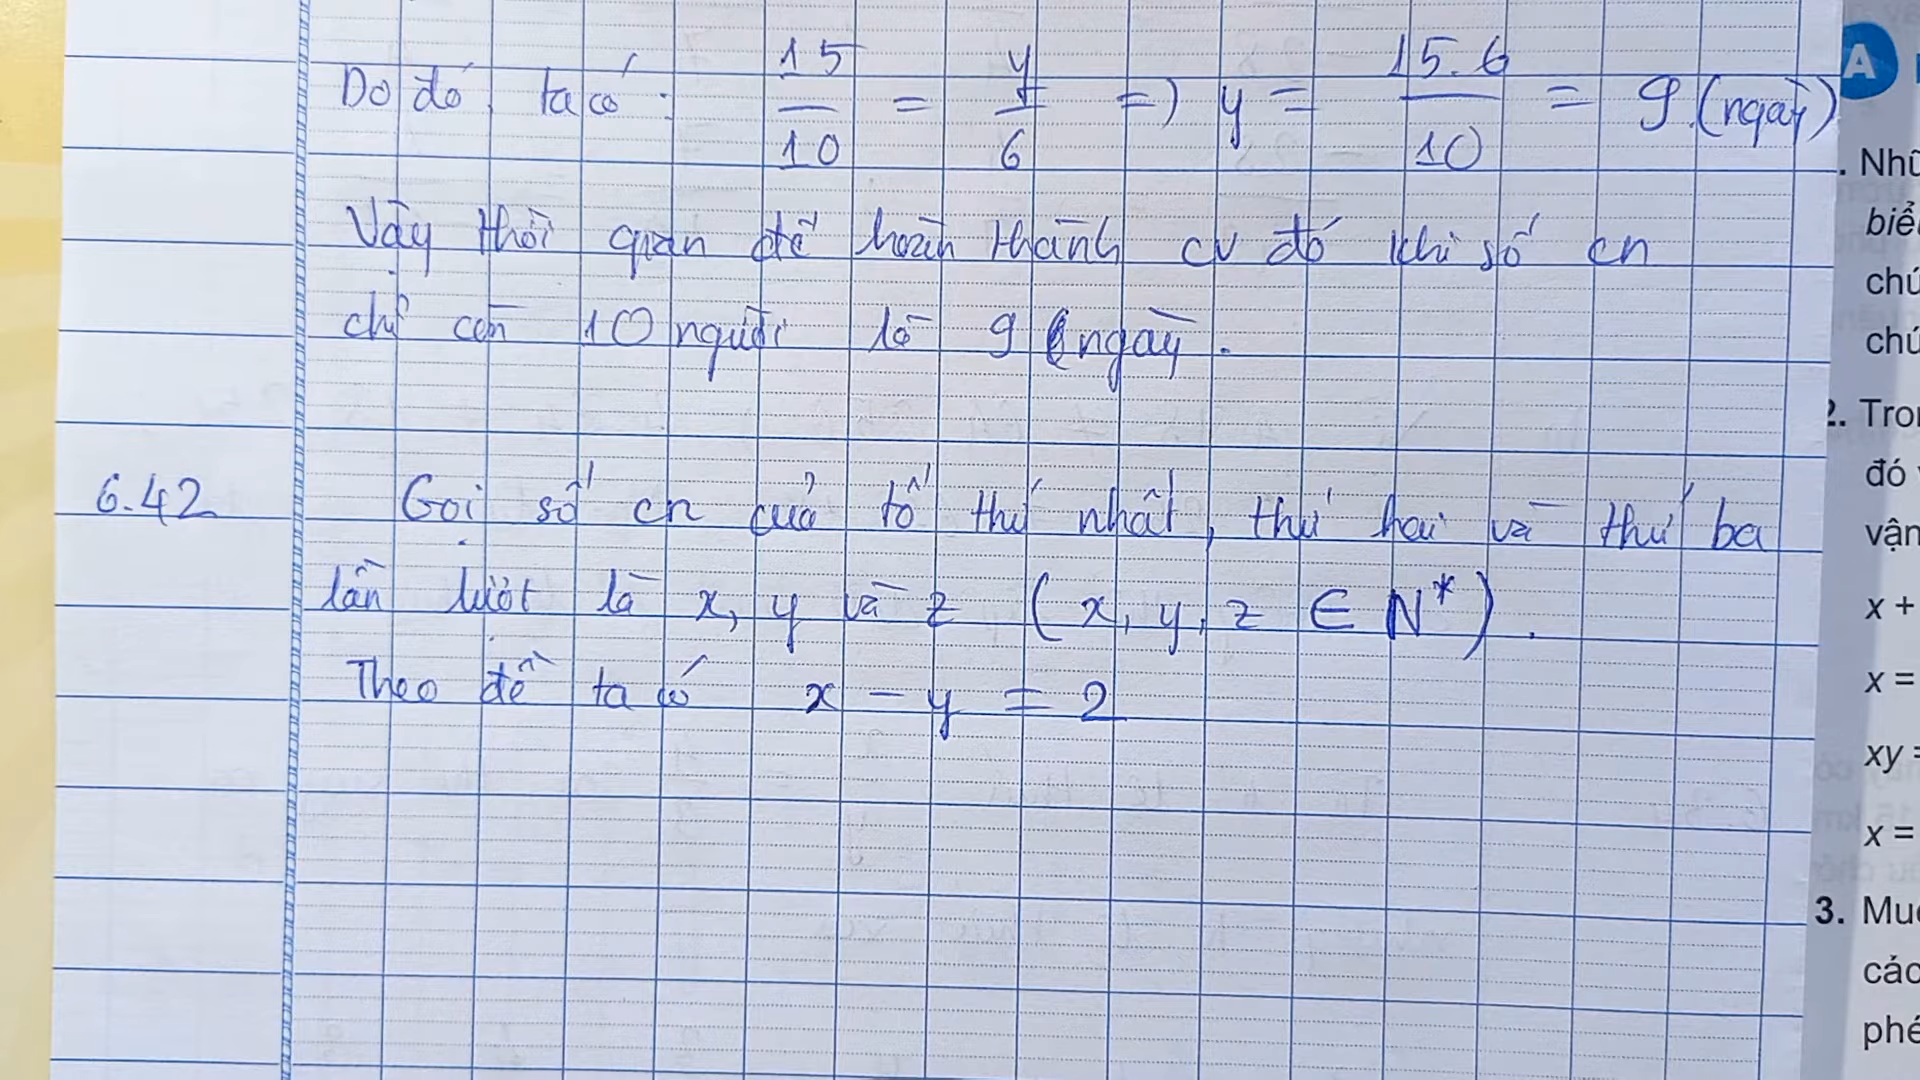 Do đó, ta có: 15/10 = y/6 => y = 15.6/10 = 9 (ngày)
Vậy thời gian để hoàn thành cv đó khi số cn
chỉ còn 10 người là 9 ngày.
6.42 Gọi số cn của tổ thứ nhất, thứ hai và thứ ba
lần lượt là x, y và z (x, y, z ∈ N*).
Theo đề ta có x - y = 2
A
. Nhữ
biể
chú
chú
2. Tro
đó
vận
x +
x =
xy =
x =
3. Mu
các
phé